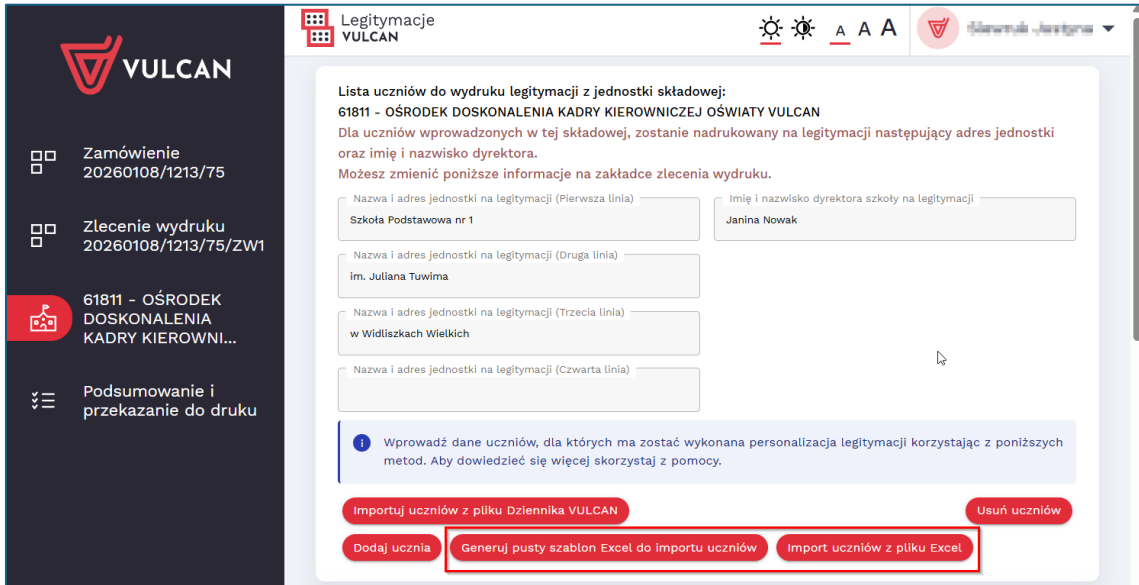 VULCAN
Zamówienie
20260108/1213/75
Zlecenie wydruku
20260108/1213/75/ZW1
61811 - OŚRODEK
DOSKONALENIA
KADRY KIEROWNI...
Podsumowanie i
przekazanie do druku
Legitymacje
VULCAN
A A A
Lista uczniów do wydruku legitymacji z jednostki składowej:
61811 - OŚRODEK DOSKONALENIA KADRY KIEROWNICZEJ OŚWIATY VULCAN
Dla uczniów wprowadzonych w tej składowej, zostanie nadrukowany na legitymacji następujący adres jednostki
oraz imię i nazwisko dyrektora.
Możesz zmienić poniższe informacje na zakładce zlecenia wydruku.
Nazwa i adres jednostki na legitymacji (Pierwsza linia)
Szkoła Podstawowa nr 1
Imię i nazwisko dyrektora szkoły na legitymacji
Janina Nowak
Nazwa i adres jednostki na legitymacji (Druga linia)
im. Juliana Tuwima
Nazwa i adres jednostki na legitymacji (Trzecia linia)
w Widliszkach Wielkich
Nazwa i adres jednostki na legitymacji (Czwarta linia)
Wprowadź dane uczniów, dla których ma zostać wykonana personalizacja legitymacji korzystając z poniższych
metod. Aby dowiedzieć się więcej skorzystaj z pomocy.
Importuj uczniów z pliku Dziennika VULCAN
Usuń uczniów
Dodaj ucznia
Generuj pusty szablon Excel do importu uczniów
Import uczniów z pliku Excel